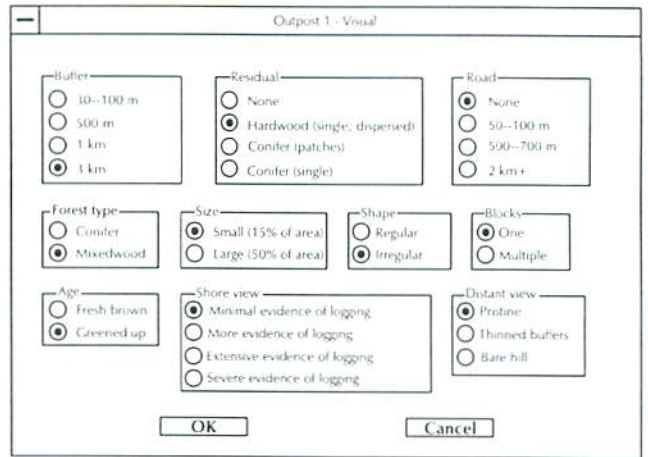 Outpost 1 - Visual
Buffer
30--100 m
500 m
1 km
3 km
Residual
None
Hardwood (single; dispersed)
Conifer (patches)
Conifer (single)
Road
None
50--100 m
500--700 m
2 km+
Forest type
Conifer
Mixedwood
Size
Small (15% of area)
Large (50% of area)
Shape
Regular
Irregular
Blocks
One
Multiple
Age
Fresh brown
Greened up
Shore view
Minimal evidence of logging
More evidence of logging
Extensive evidence of logging
Severe evidence of logging
Distant view
Pristine
Thinned buffers
Bare hill
OK
Cancel